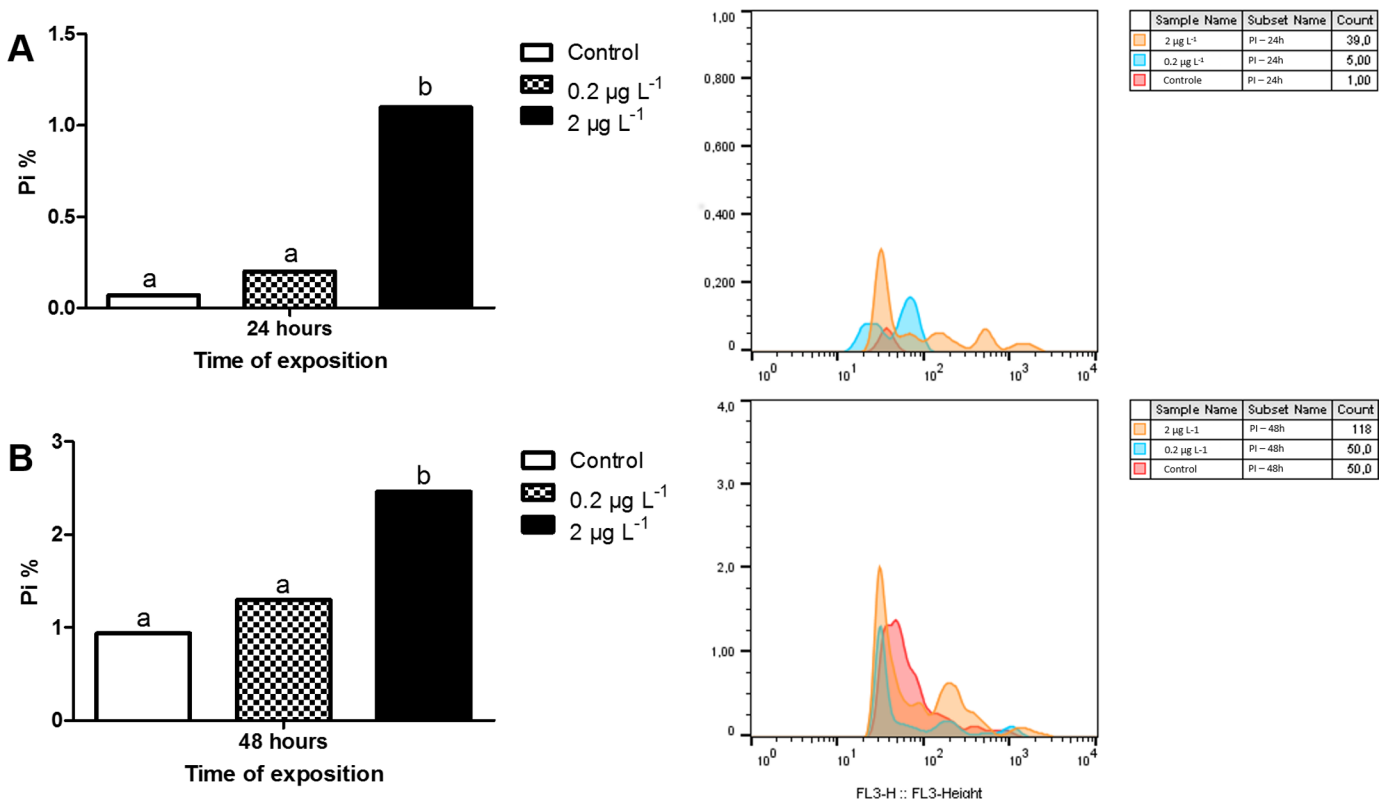 A
Pi %
1.5
1.0
0.5
0.0
a
a
b
24 hours
Time of exposition
Control
0.2 µg L-1
2 µg L-1
1,00
0,800
0,600
0,400
0,200
0
10^0 10^1 10^2 10^3 10^4
Sample Name Subset Name Count
2 µg L-1 PI – 24h 39,0
0.2 µg L-1 PI – 24h 5,00
Controle PI – 24h 1,00
B
Pi %
3
2
1
0
a
a
b
48 hours
Time of exposition
Control
0.2 µg L-1
2 µg L-1
4,0
3,0
2,0
1,00
0
10^0 10^1 10^2 10^3 10^4
FL3-H :: FL3-Height
Sample Name Subset Name Count
2 µg L-1 PI – 48h 118
0.2 µg L-1 PI – 48h 50,0
Control PI – 48h 50,0